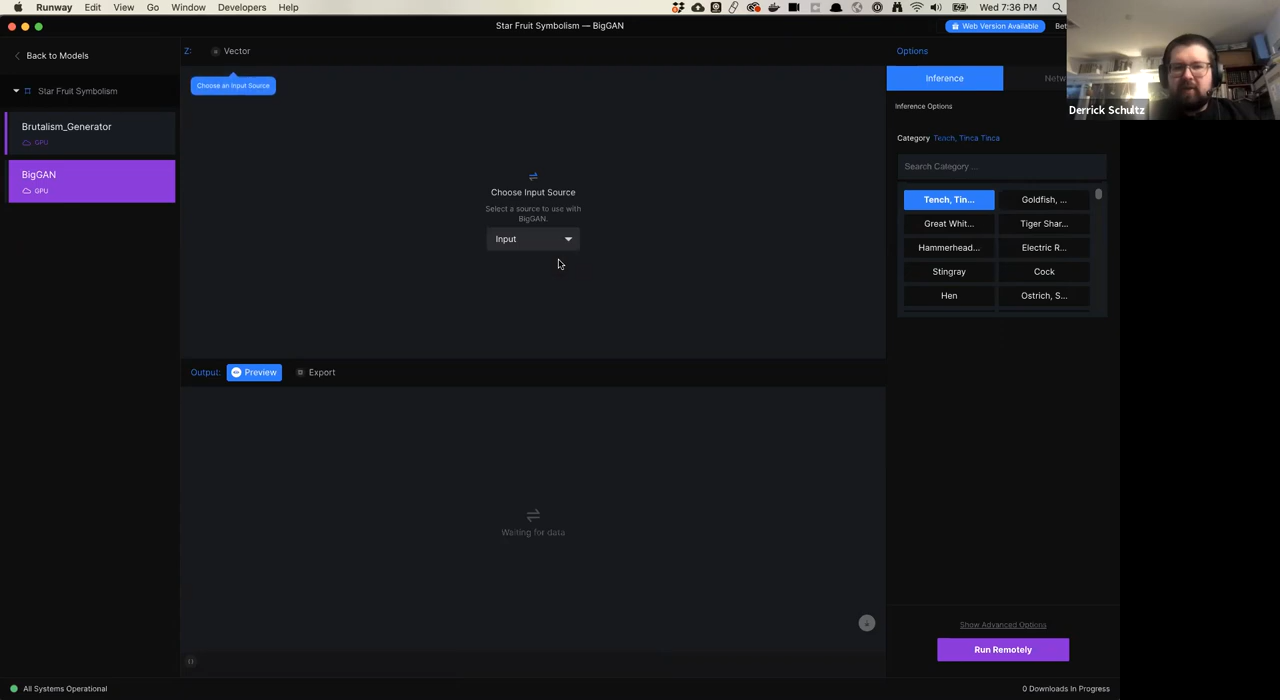 Runway Edit View Go Window Developers Help
Wed 7:36 PM
Star Fruit Symbolism — BigGAN
Web Version Available
Back to Models
Z: Vector
Options
Choose an Input Source
Inference
Star Fruit Symbolism
Inference Options
Derrick Schultz
Brutalism_Generator
GPU
Category Tench, Tinca Tinca
Search Category ...
BigGAN
GPU
Choose Input Source
Select a source to use with
BigGAN.
Input
Tench, Tin... Goldfish, ...
Great Whit... Tiger Shar...
Hammerhead... Electric R...
Stingray Cock
Hen Ostrich, S...
Output: Preview Export
Waiting for data
Show Advanced Options
Run Remotely
All Systems Operational
0 Downloads In Progress